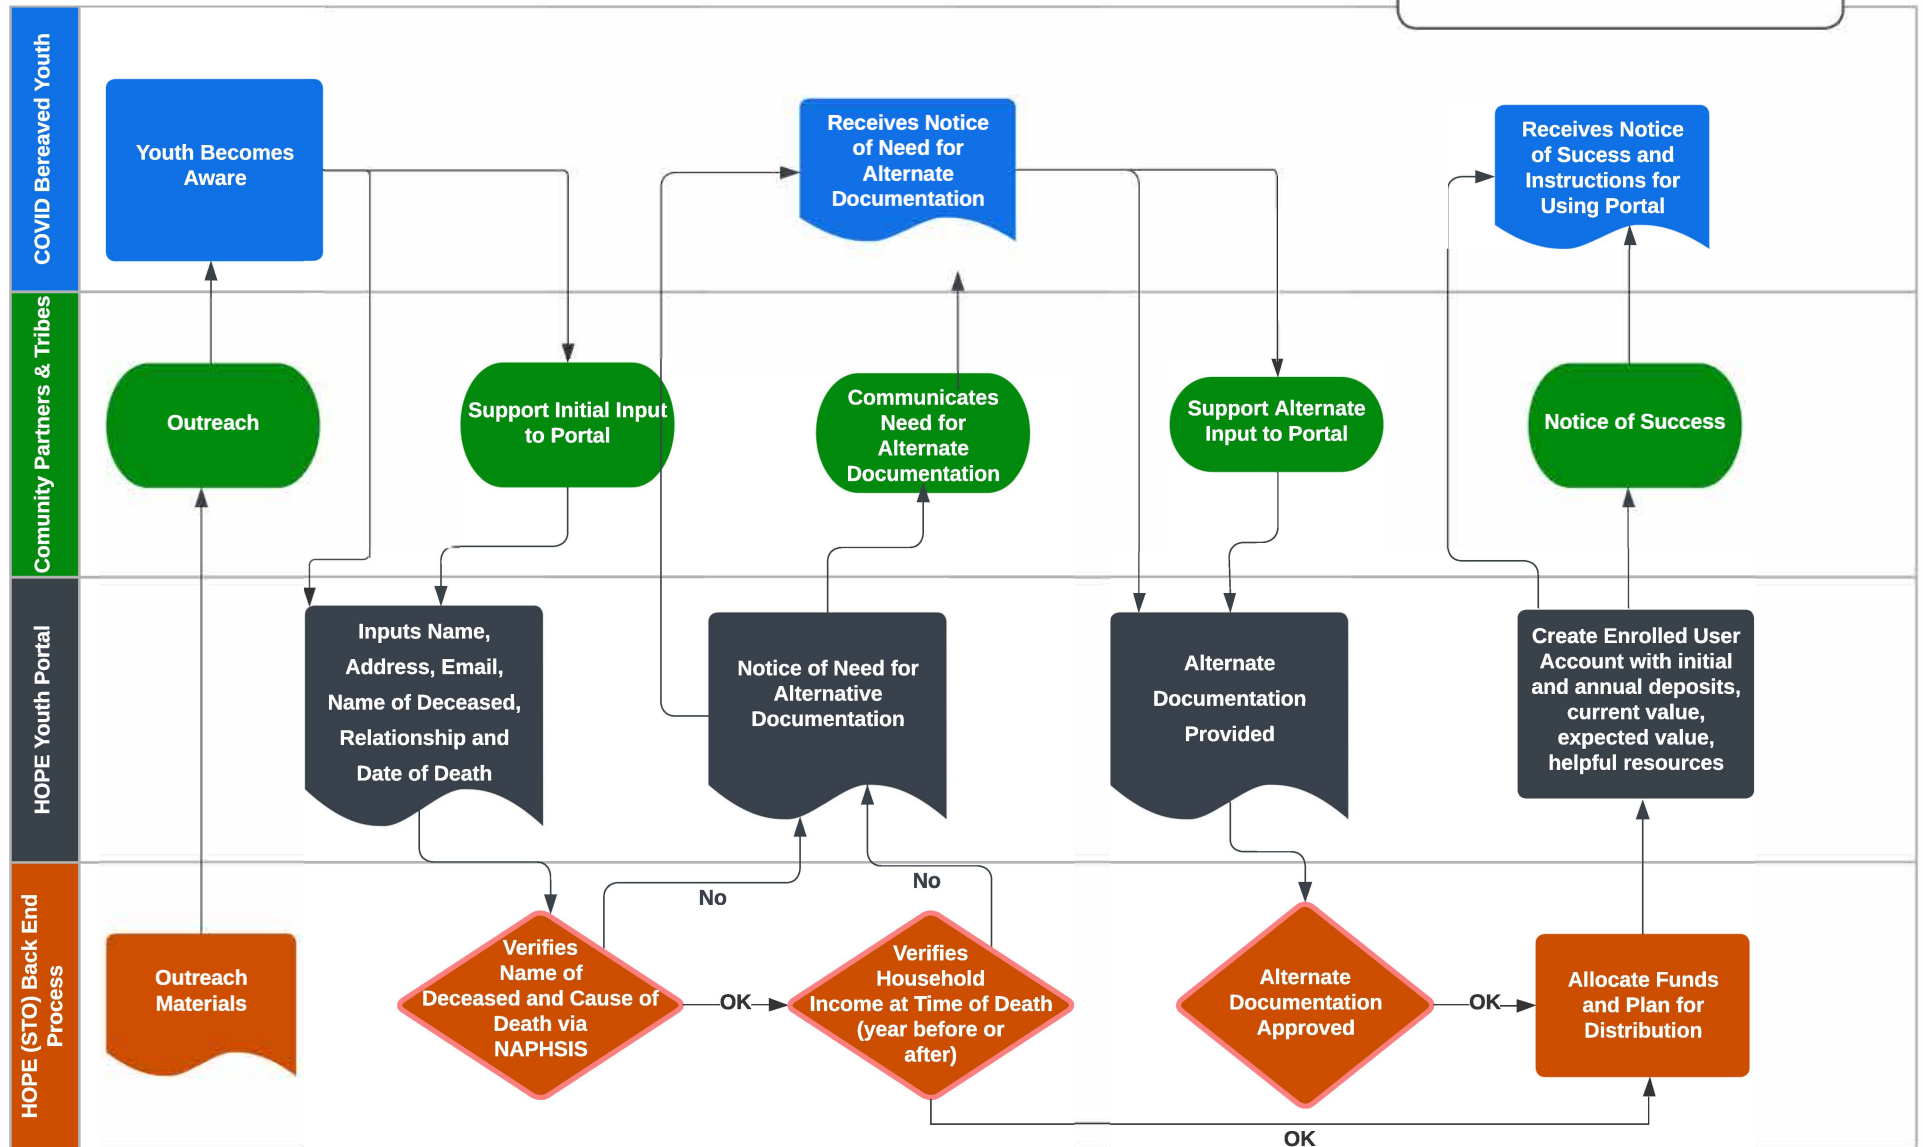 COVID Bereaved Youth
Youth Becomes
Aware
Receives Notice
of Need for
Alternate
Documentation
Receives Notice
of Sucess and
Instructions for
Using Portal
Comunity Partners & Tribes
Outreach
Support Initial Input
to Portal
Communicates
Need for
Alternate
Documentation
Support Alternate
Input to Portal
Notice of Success
HOPE Youth Portal
Inputs Name,
Address, Email,
Name of Deceased,
Relationship and
Date of Death
Notice of Need for
Alternative
Documentation
Alternate
Documentation
Provided
Create Enrolled User
Account with initial
and annual deposits,
current value,
expected value,
helpful resources
HOPE (STO) Back End
Process
Outreach
Materials
Verifies
Name of
Deceased and Cause of
Death via
NAPHSIS
No
OK
Verifies
Household
Income at Time of Death
(year before or
after)
No
OK
Alternate
Documentation
Approved
OK
Allocate Funds
and Plan for
Distribution